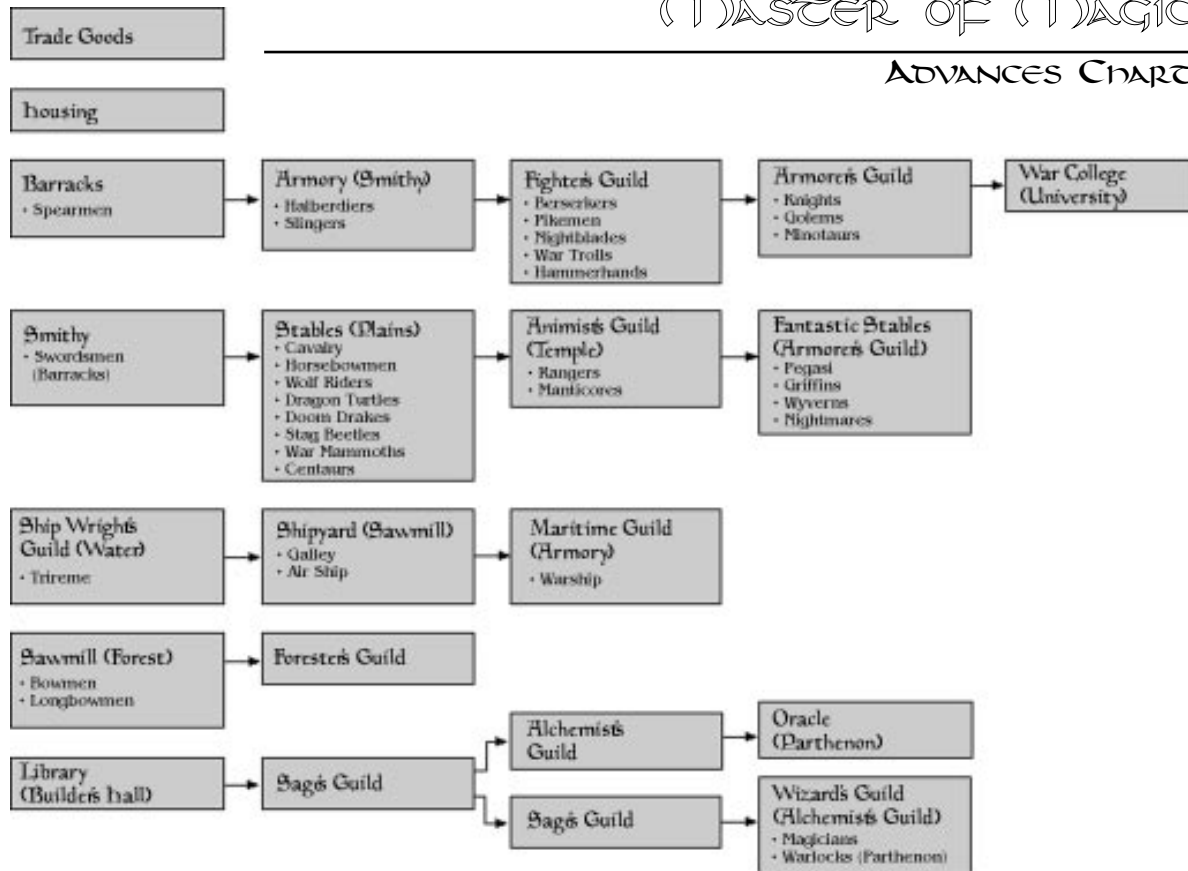 MASTER OF MAGIC
ADVANCES CHART
Trade Goods
Housing
Barracks
• Spearmen
Armory (Smithy)
• Halberdiers
• Slingers
Fighter's Guild
• Berserkers
• Pikemen
• Nightblades
• War Trolls
• Hammerhands
Armorer's Guild
• Knights
• Golems
• Minotaurs
War College
(University)
Smithy
• Swordsmen
(Barracks)
Stables (Plains)
• Cavalry
• Horsebowmen
• Wolf Riders
• Dragon Turtles
• Doom Drakes
• Stag Beetles
• War Mammoths
• Centaurs
Animist's Guild
(Temple)
• Rangers
• Manticores
Fantastic Stables
(Armorer's Guild)
• Pegasi
• Griffins
• Wyverns
• Nightmares
Ship Wright's
Guild (Water)
• Trireme
Shipyard (Sawmill)
• Galley
• Air Ship
Maritime Guild
(Armory)
• Warship
Sawmill (Forest)
• Bowmen
• Longbowmen
Forester's Guild
Library
(Builder's Hall)
Sage's Guild
Alchemist's
Guild
Oracle
(Parthenon)
Sage's Guild
Wizard's Guild
(Alchemist's Guild)
• Magicians
• Warlocks (Parthenon)